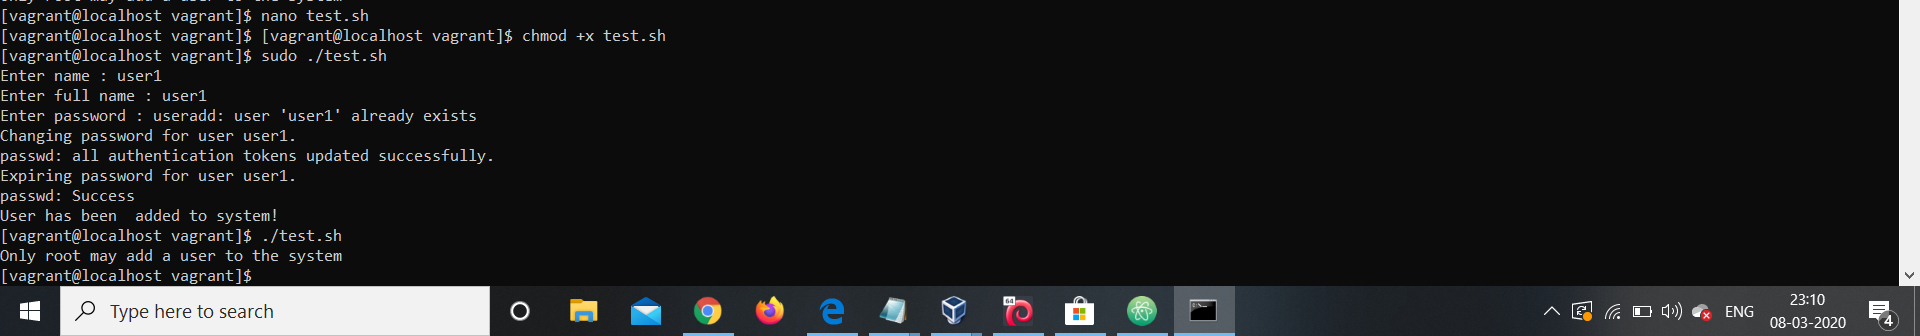 [vagrant@localhost vagrant]$ nano test.sh
[vagrant@localhost vagrant]$ [vagrant@localhost vagrant]$ chmod +x test.sh
[vagrant@localhost vagrant]$ sudo ./test.sh
Enter name : user1
Enter full name : user1
Enter password : useradd: user 'user1' already exists
Changing password for user user1.
passwd: all authentication tokens updated successfully.
Expiring password for user user1.
passwd: Success
User has been  added to system!
[vagrant@localhost vagrant]$ ./test.sh
Only root may add a user to the system
[vagrant@localhost vagrant]$
Type here to search
64
ENG
23:10
08-03-2020
4